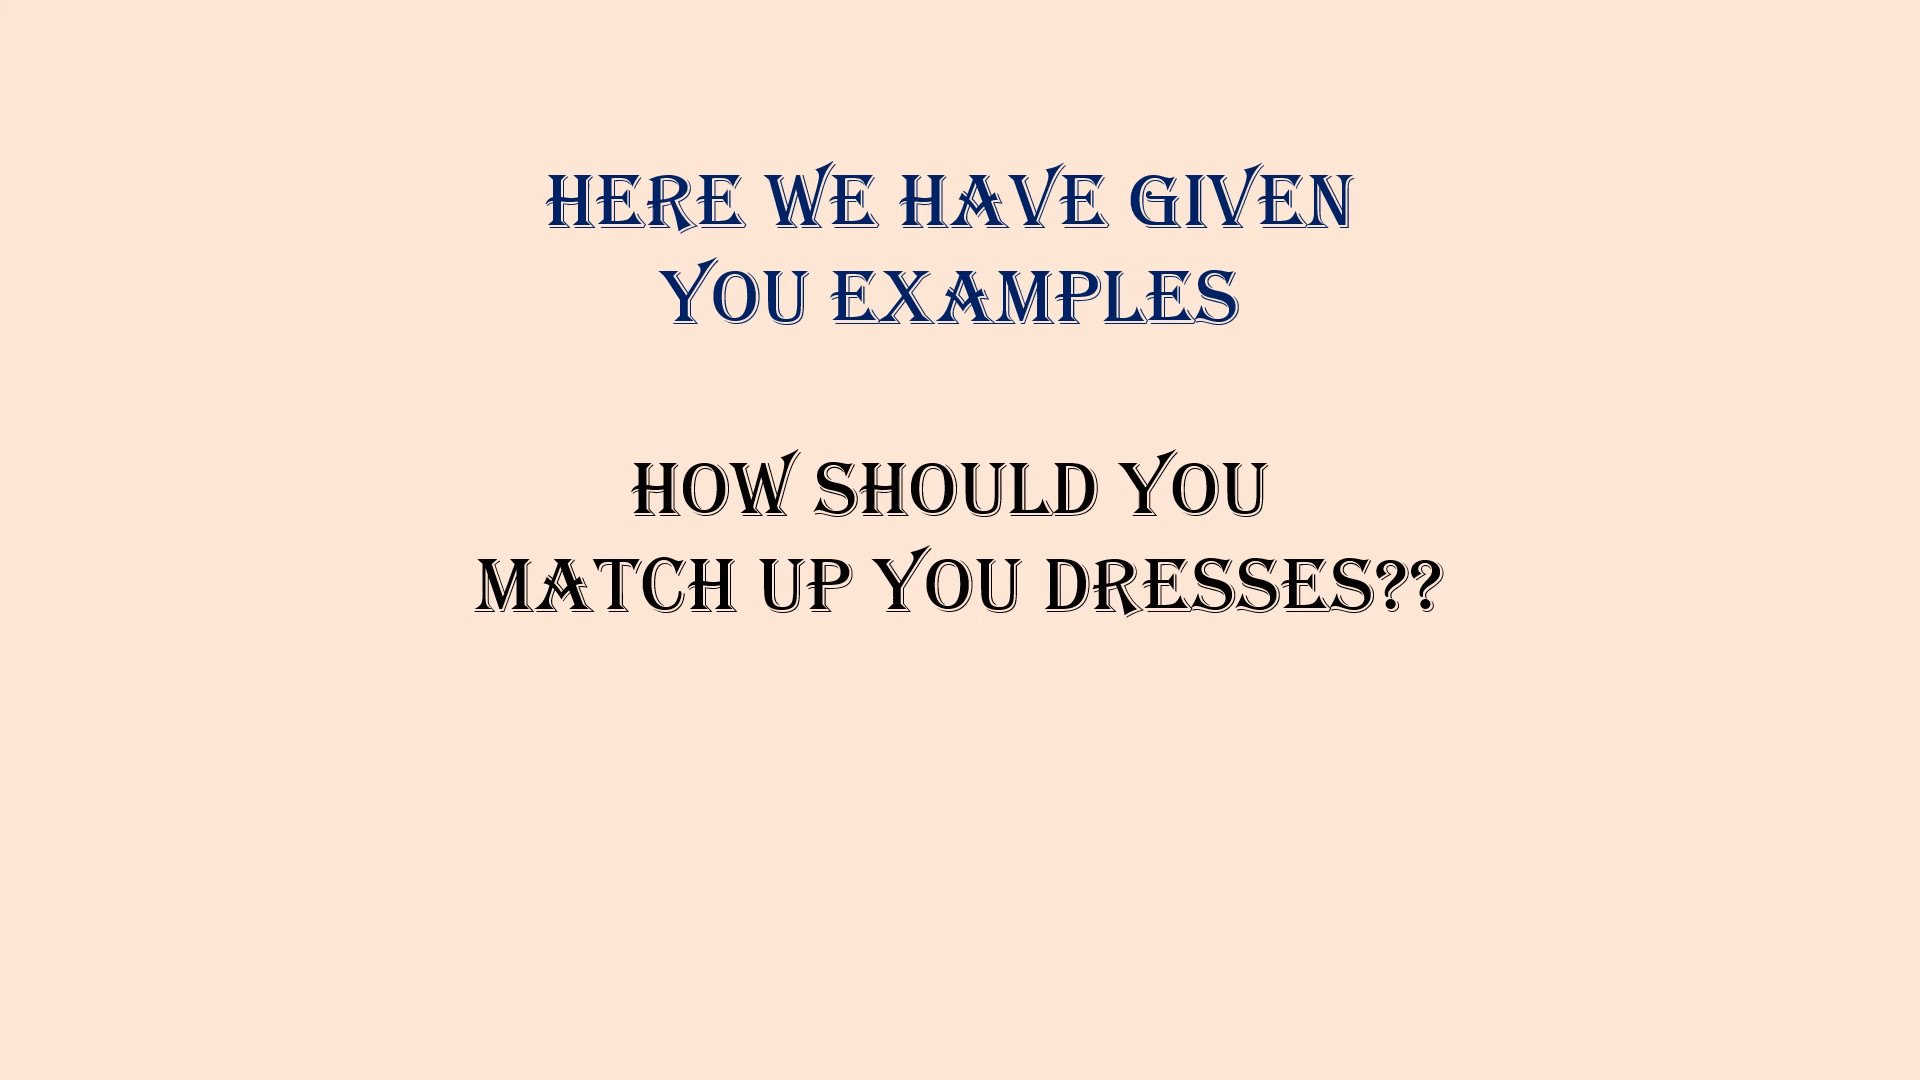 HERE WE HAVE GIVEN
YOU EXAMPLES
HOW SHOULD YOU
MATCH UP YOU DRESSES??